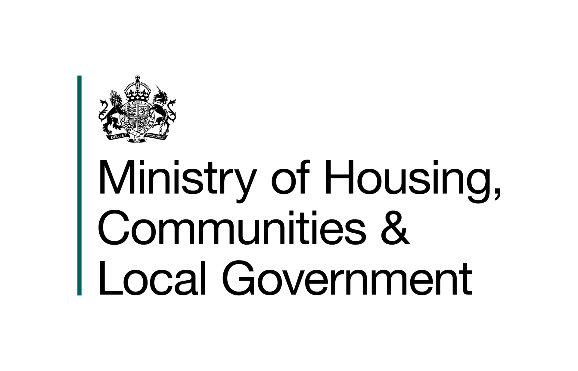 Ministry of Housing,
Communities &
Local Government